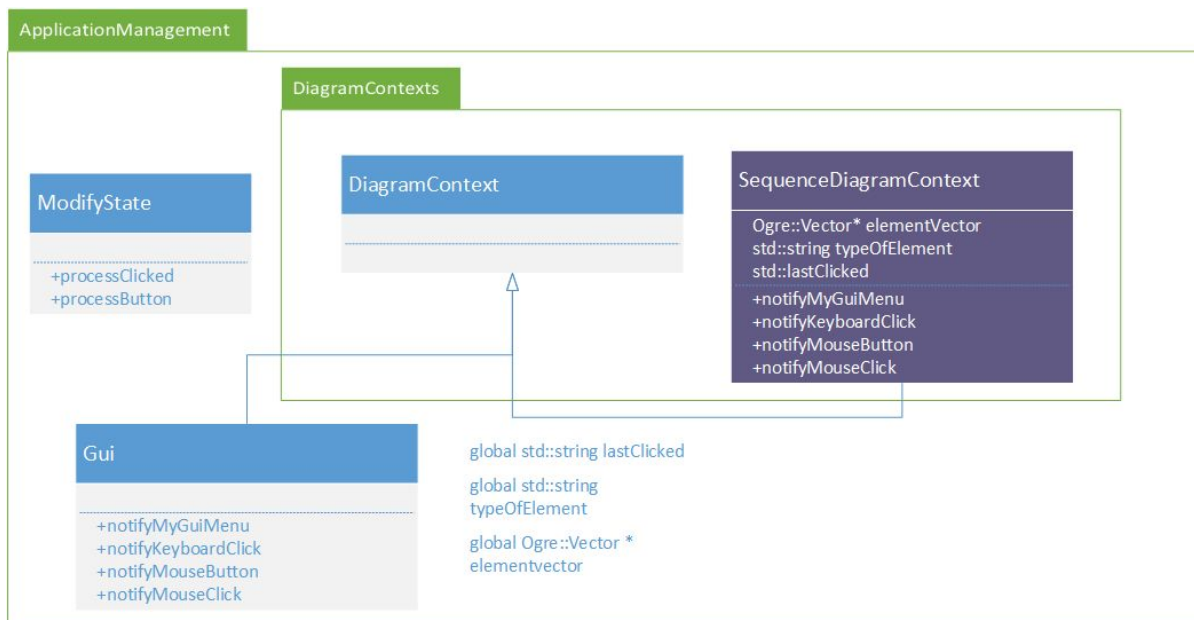 ApplicationManagement
DiagramContexts
ModifyState
+processClicked
+processButton
DiagramContext
SequenceDiagramContext
Ogre::Vector* elementVector
std::string typeOfElement
std::lastClicked
+notifyMyGuiMenu
+notifyKeyboardClick
+notifyMouseButton
+notifyMouseClick
Gui
+notifyMyGuiMenu
+notifyKeyboardClick
+notifyMouseButton
+notifyMouseClick
global std::string lastClicked
global std::string
typeOfElement
global Ogre::Vector *
elementvector